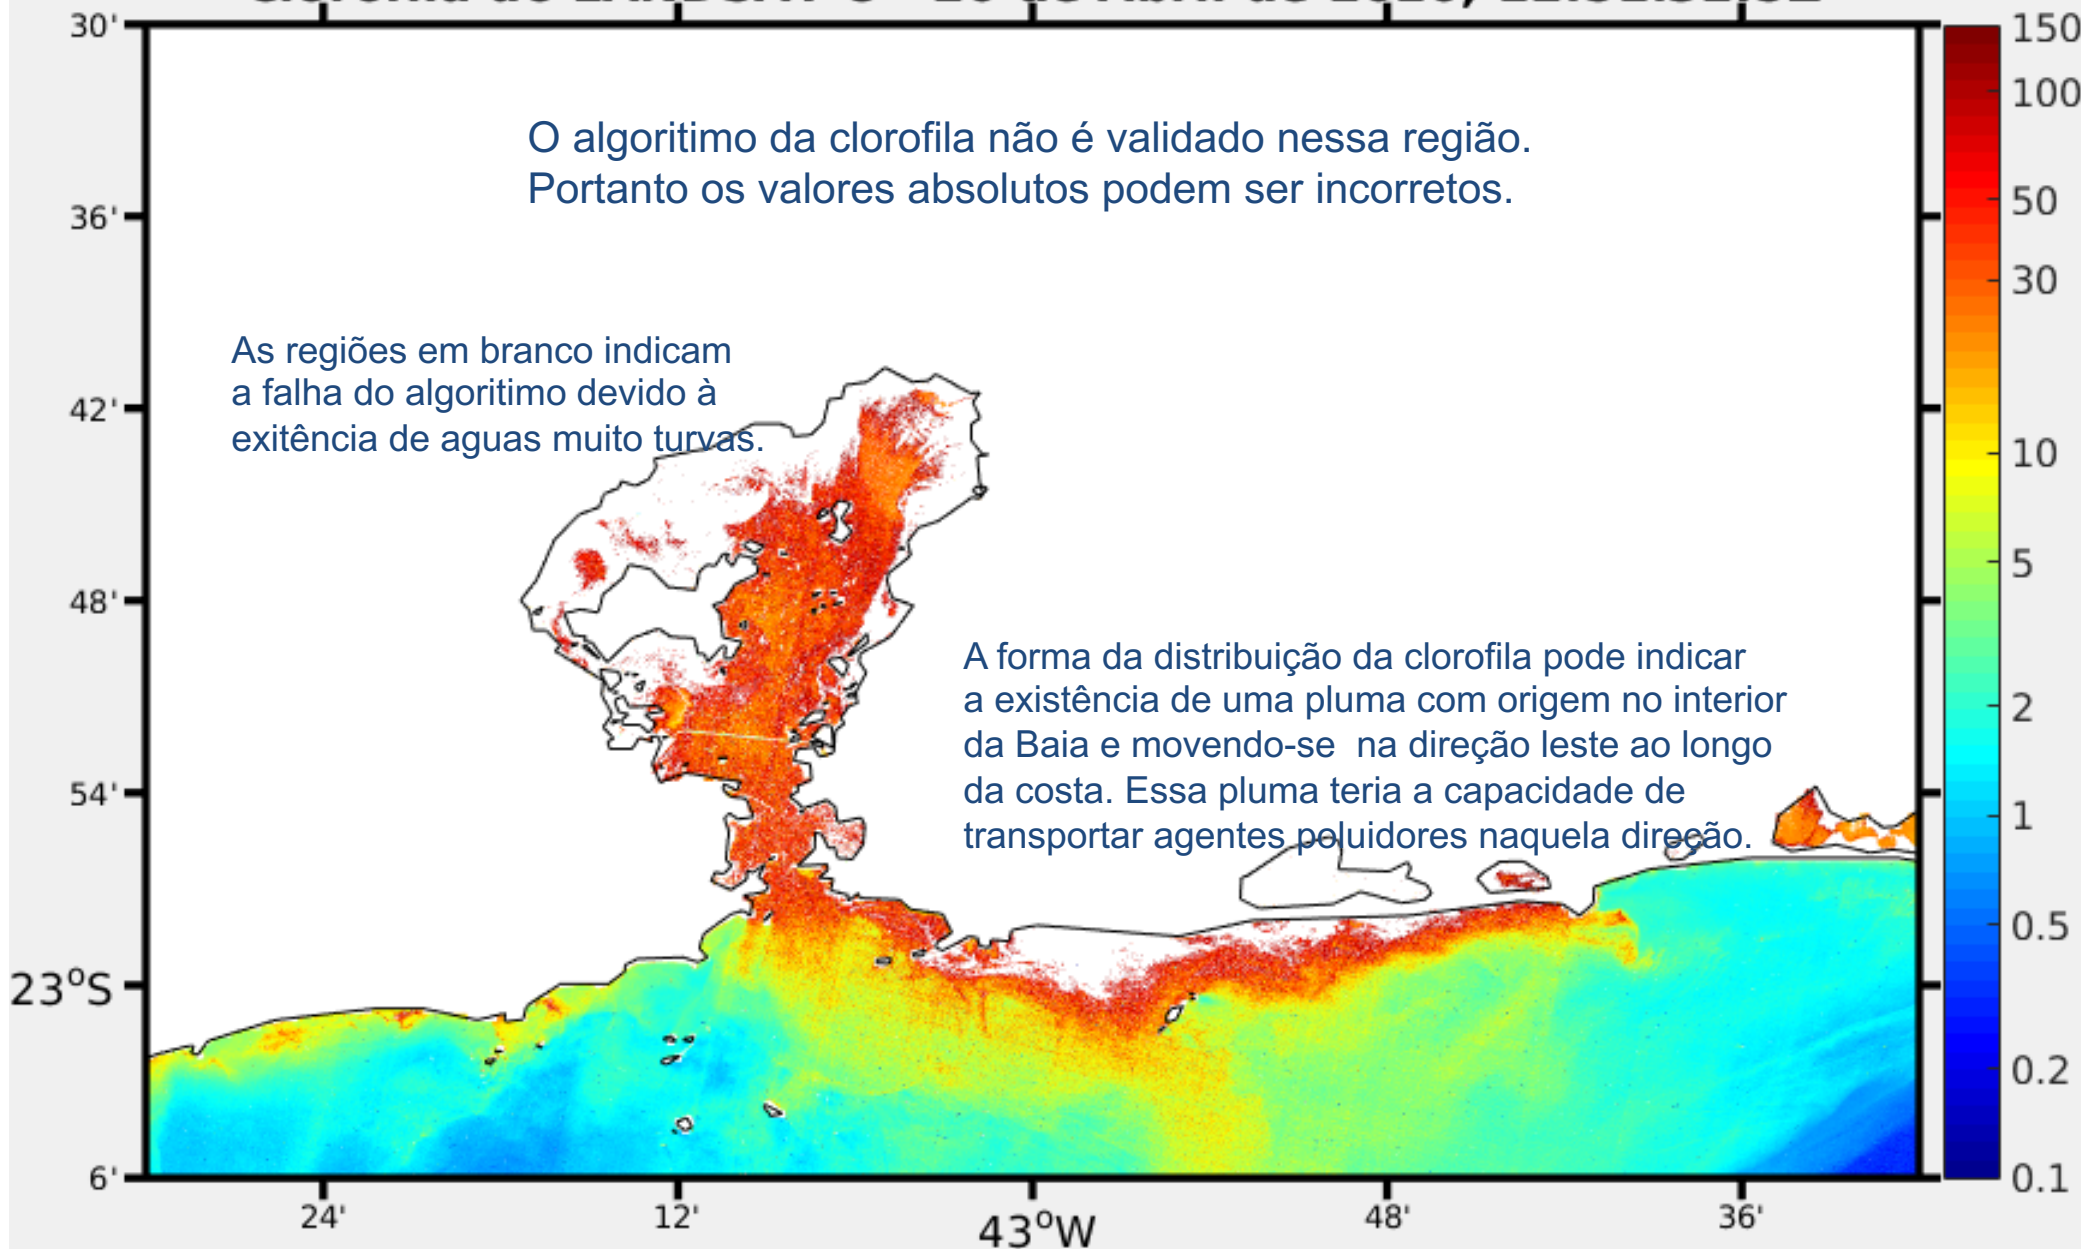 30'
150
100
O algoritimo da clorofila não é validado nessa região.
Portanto os valores absolutos podem ser incorretos.
36'
50
30
As regiões em branco indicam
a falha do algoritimo devido à
exitência de aguas muito turvas.
42'
10
5
48'
A forma da distribuição da clorofila pode indicar
a existência de uma pluma com origem no interior
da Baia e movendo-se na direção leste ao longo
da costa. Essa pluma teria a capacidade de
transportar agentes poluidores naquela direção.
2
54'
1
0.5
23°S
0.2
6'
0.1
24'
12'
43°W
48'
36'